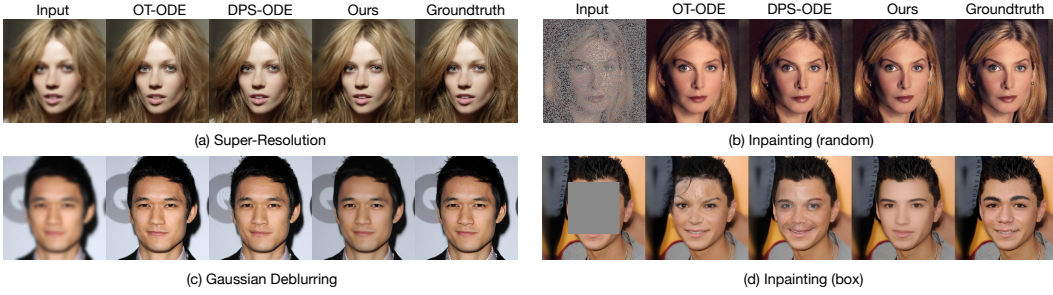 Input OT-ODE DPS-ODE Ours Groundtruth
(a) Super-Resolution
Input OT-ODE DPS-ODE Ours Groundtruth
(b) Inpainting (random)
(c) Gaussian Deblurring
(d) Inpainting (box)